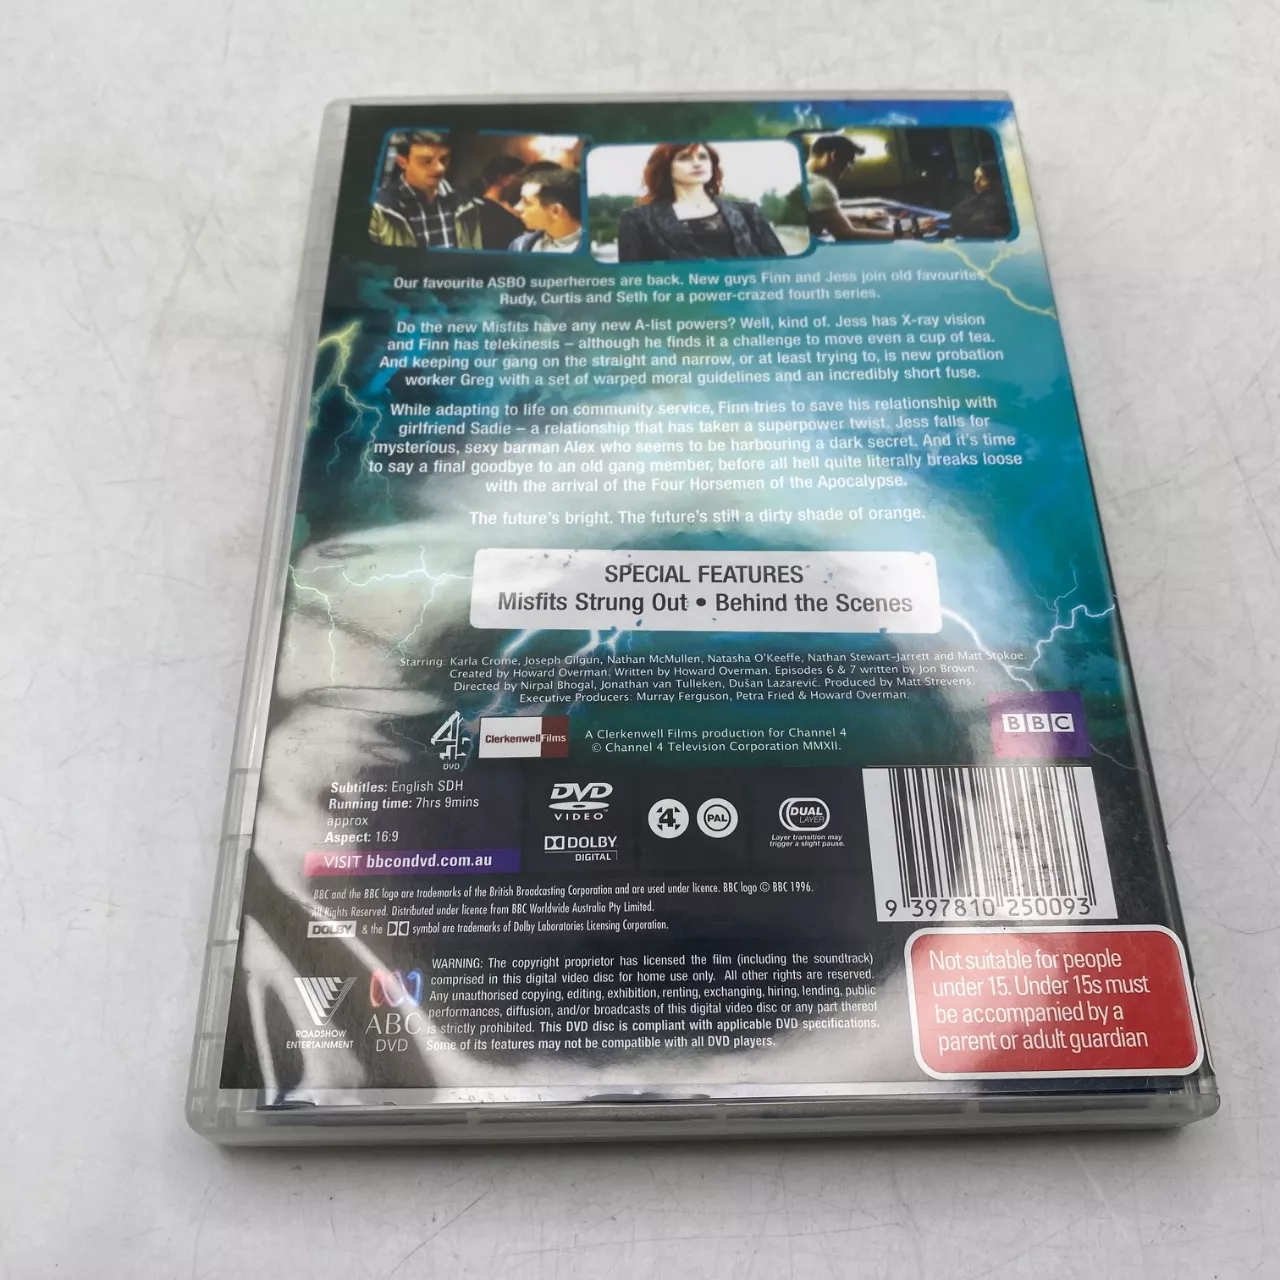 Our favourite ASBO superheroes are back. New guys Finn and Jess join old favourites
Rudy, Curtis and Seth for a power-crazed fourth series.
Do the new Misfits have any new A-list powers? Well, kind of. Jess has X-ray vision
and Finn has telekinesis – although he finds it a challenge to move even a cup of tea.
And keeping our gang on the straight and narrow, or at least trying to, is new probation
worker Greg with a set of warped moral guidelines and an incredibly short fuse.
While adapting to life on community service, Finn tries to save his relationship with
girlfriend Sadie – a relationship that has taken a superpower twist. Jess falls for
mysterious, sexy barman Alex who seems to be harbouring a dark secret. And it's time
to say a final goodbye to an old gang member, before all hell quite literally breaks loose
with the arrival of the Four Horsemen of the Apocalypse.
The future's bright. The future's still a dirty shade of orange.
SPECIAL FEATURES
Misfits Strung Out • Behind the Scenes
Starring: Karla Crome, Joseph Gilgun, Nathan McMullen, Natasha O'Keeffe, Nathan Stewart-Jarrett and Matt Stokoe.
Created by Howard Overman. Written by Howard Overman. Episodes 6 & 7 written by Jon Brown.
Directed by Nirpal Bhogal, Jonathan van Tulleken, Dušan Lazarević. Produced by Matt Strevens.
Executive Producers: Murray Ferguson, Petra Fried & Howard Overman.
4
DVD
ClerkenwellFilms
A Clerkenwell Films production for Channel 4
© Channel 4 Television Corporation MMXII.
BBC
Subtitles: English SDH
Running time: 7hrs 9mins
approx
Aspect: 16:9
VISIT bbcondvd.com.au
DVD
VIDEO™
DOLBY
DIGITAL
4
PAL
DUAL
LAYER
Layer transition may
trigger a slight pause.
9 397810 250093
BBC and the BBC logo are trademarks of the British Broadcasting Corporation and are used under licence. BBC logo © BBC 1996.
All Rights Reserved. Distributed under licence from BBC Worldwide Australia Pty Limited.
DOLBY & the symbol are trademarks of Dolby Laboratories Licensing Corporation.
ROADSHOW
ENTERTAINMENT
ABC
DVD
WARNING: The copyright proprietor has licensed the film (including the soundtrack)
comprised in this digital video disc for home use only. All other rights are reserved.
Any unauthorised copying, editing, exhibition, renting, exchanging, hiring, lending, public
performances, diffusion, and/or broadcasts of this digital video disc or any part thereof
is strictly prohibited. This DVD disc is compliant with applicable DVD specifications.
Some of its features may not be compatible with all DVD players.
Not suitable for people
under 15. Under 15s must
be accompanied by a
parent or adult guardian